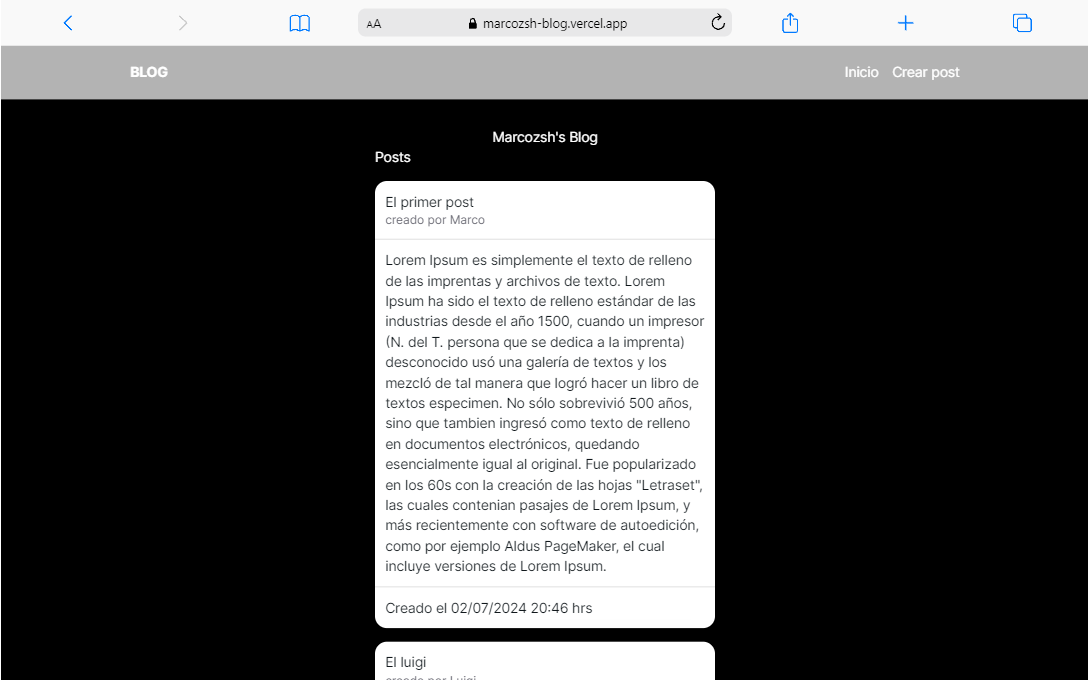 AA marcozsh-blog.vercel.app
BLOG Inicio Crear post
Marcozsh's Blog
Posts
El primer post
creado por Marco
Lorem Ipsum es simplemente el texto de relleno
de las imprentas y archivos de texto. Lorem
Ipsum ha sido el texto de relleno estándar de las
industrias desde el año 1500, cuando un impresor
(N. del T. persona que se dedica a la imprenta)
desconocido usó una galería de textos y los
mezcló de tal manera que logró hacer un libro de
textos especimen. No sólo sobrevivió 500 años,
sino que tambien ingresó como texto de relleno
en documentos electrónicos, quedando
esencialmente igual al original. Fue popularizado
en los 60s con la creación de las hojas "Letraset",
las cuales contenian pasajes de Lorem Ipsum, y
más recientemente con software de autoedición,
como por ejemplo Aldus PageMaker, el cual
incluye versiones de Lorem Ipsum.
Creado el 02/07/2024 20:46 hrs
El luigi
creado por Luigi